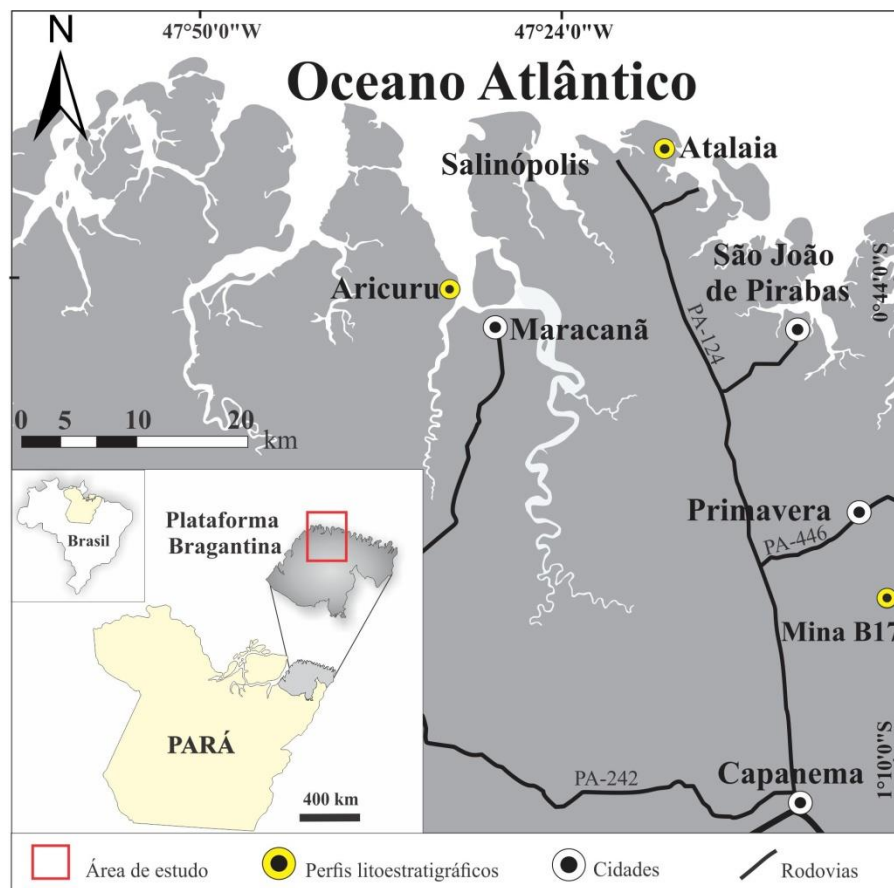 47°50'0"W
47°24'0"W
N
Oceano Atlântico
Salinópolis
Atalaia
São João
de Pirabas
0°44'0"S
Aricuru
Maracanã
PA-124
0 5 10 20
km
Primavera
PA-446
Mina B17
Plataforma
Bragantina
Brasil
PARÁ
400 km
PA-242
Capanema
1°10'0"S
Área de estudo
Perfis litoestratigráficos
Cidades
Rodovias